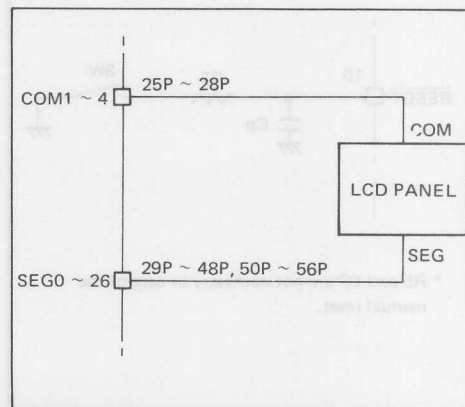 25P ~ 28P
COM1 ~ 4
COM
LCD PANEL
SEG
29P ~ 48P, 50P ~ 56P
SEG0 ~ 26